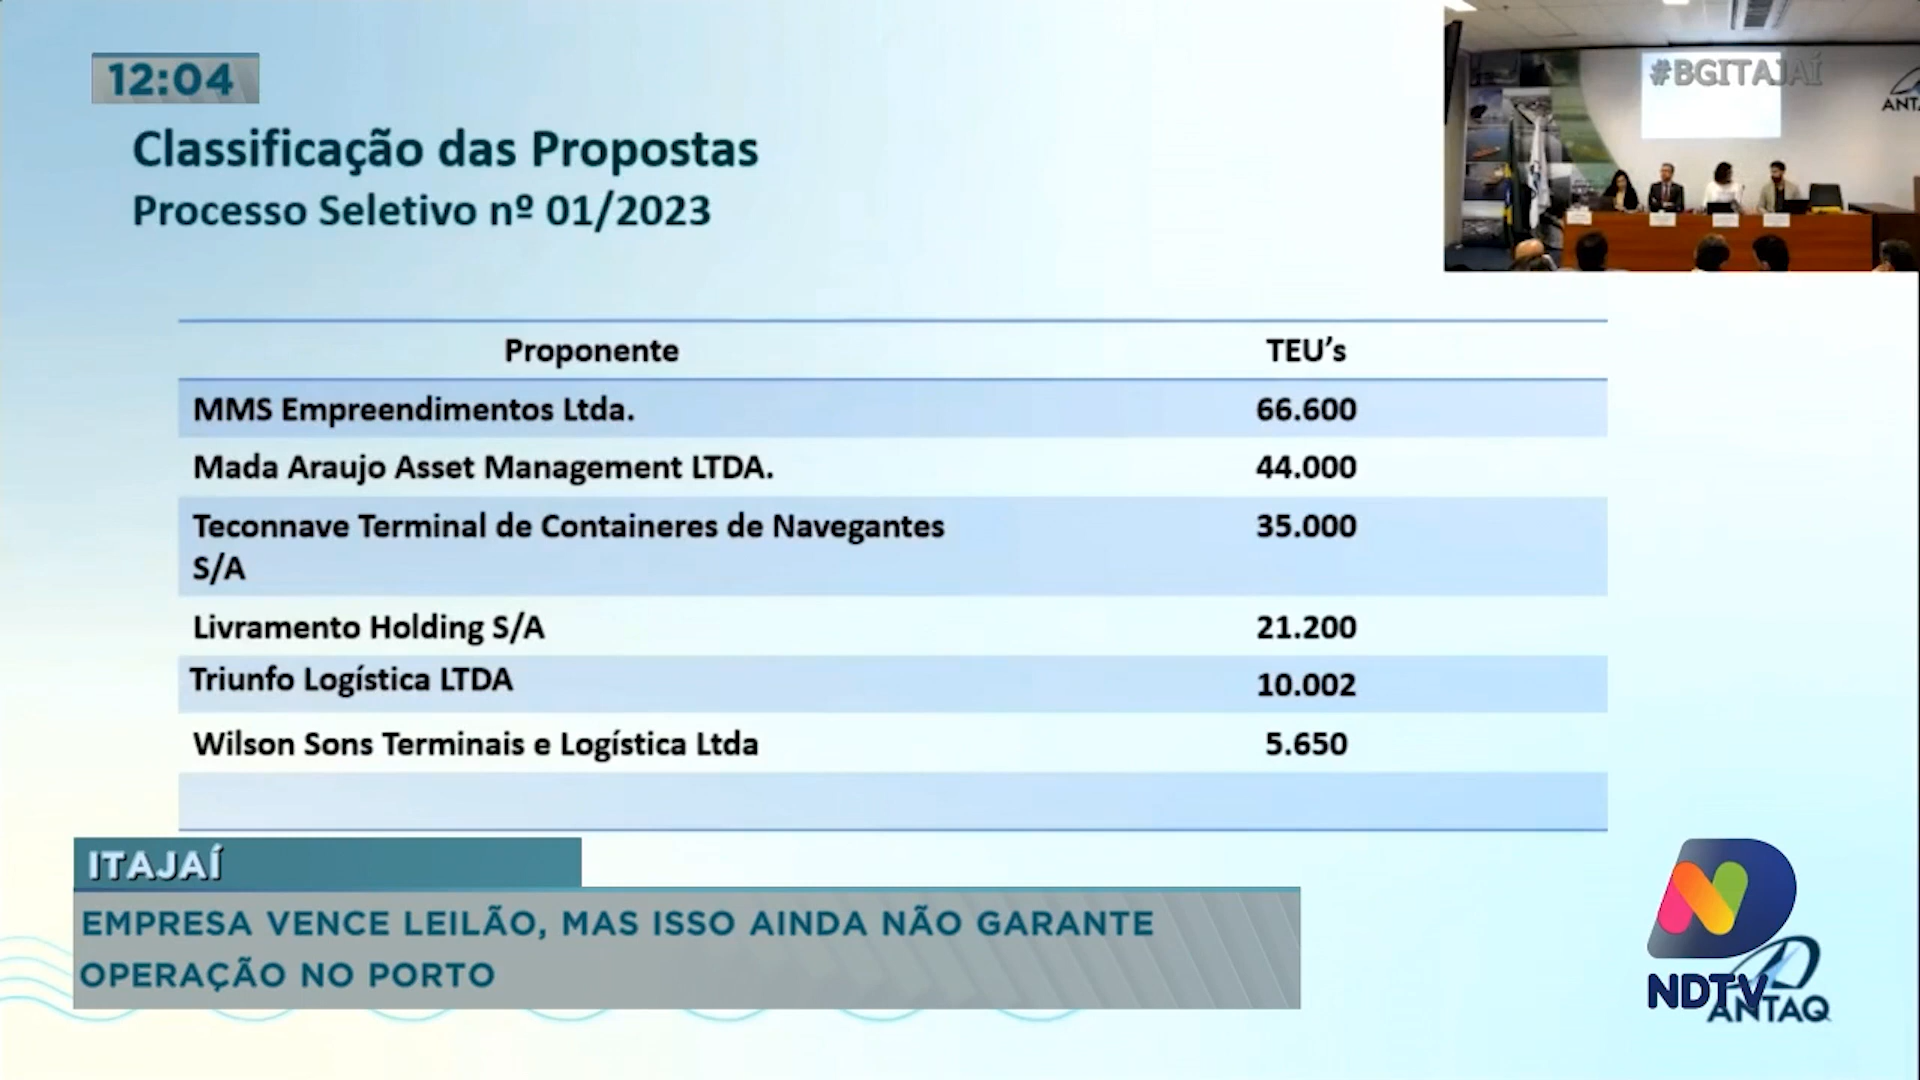 12:04
#BGITAJAÍ
Classificação das Propostas
Processo Seletivo nº 01/2023
Proponente TEU’s
MMS Empreendimentos Ltda. 66.600
Mada Araujo Asset Management LTDA. 44.000
Teconnave Terminal de Containeres de Navegantes 35.000
S/A
Livramento Holding S/A 21.200
Triunfo Logística LTDA 10.002
Wilson Sons Terminais e Logística Ltda 5.650
ITAJAÍ
EMPRESA VENCE LEILÃO, MAS ISSO AINDA NÃO GARANTE
OPERAÇÃO NO PORTO
NDTV
ANTAQ